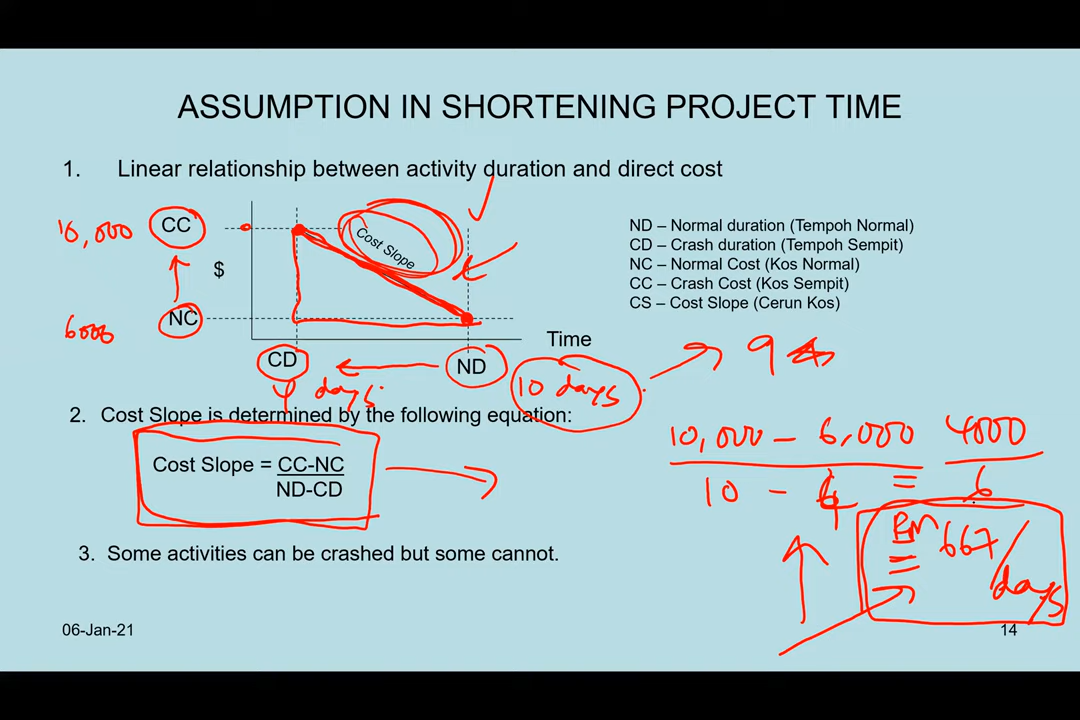 ASSUMPTION IN SHORTENING PROJECT TIME
1. Linear relationship between activity duration and direct cost
10,000 CC
$
6000 NC
Cost Slope
CD
ND
Time
4 days
10 days
9
ND – Normal duration (Tempoh Normal)
CD – Crash duration (Tempoh Sempit)
NC – Normal Cost (Kos Normal)
CC – Crash Cost (Kos Sempit)
CS – Cost Slope (Cerun Kos)
2. Cost Slope is determined by the following equation:
Cost Slope = CC-NC
ND-CD
10,000 - 6,000 4000
10 - 4 = 6
RM 667/days
3. Some activities can be crashed but some cannot.
06-Jan-21
14